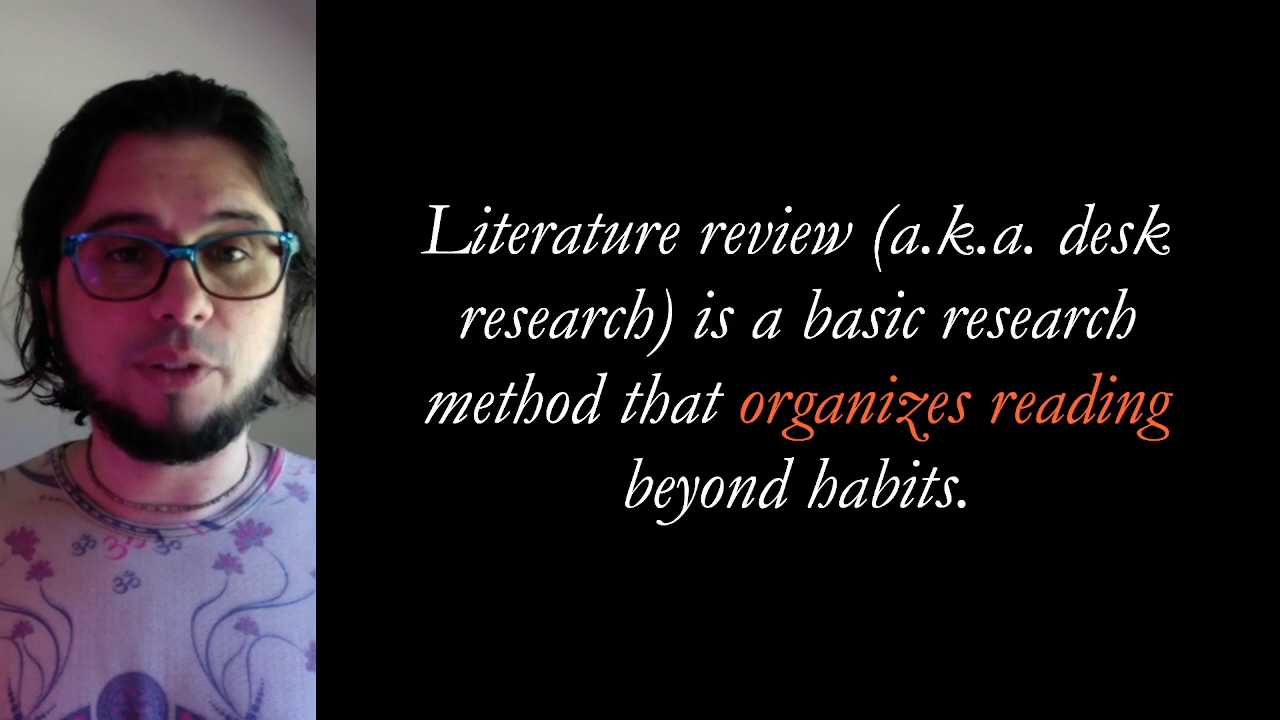 Literature review (a.k.a. desk
research) is a basic research
method that organizes reading
beyond habits.
ॐ ॐ ॐ
ॐ